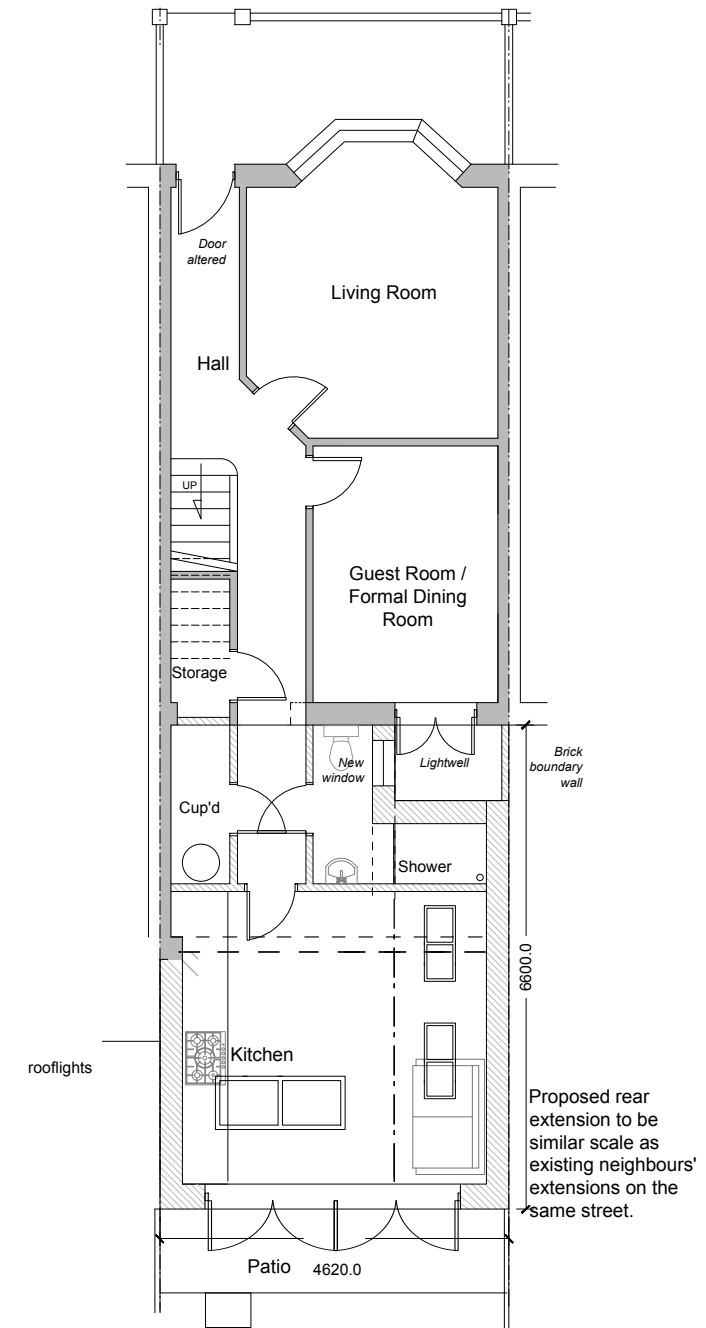 Door
altered
Living Room
Hall
UP
Guest Room /
Formal Dining
Room
Storage
New
window
Lightwell
Brick
boundary
wall
Cup'd
Shower
6600.0
Kitchen
rooflights
Proposed rear
extension to be
similar scale as
existing neighbours'
extensions on the
same street.
Patio
4620.0